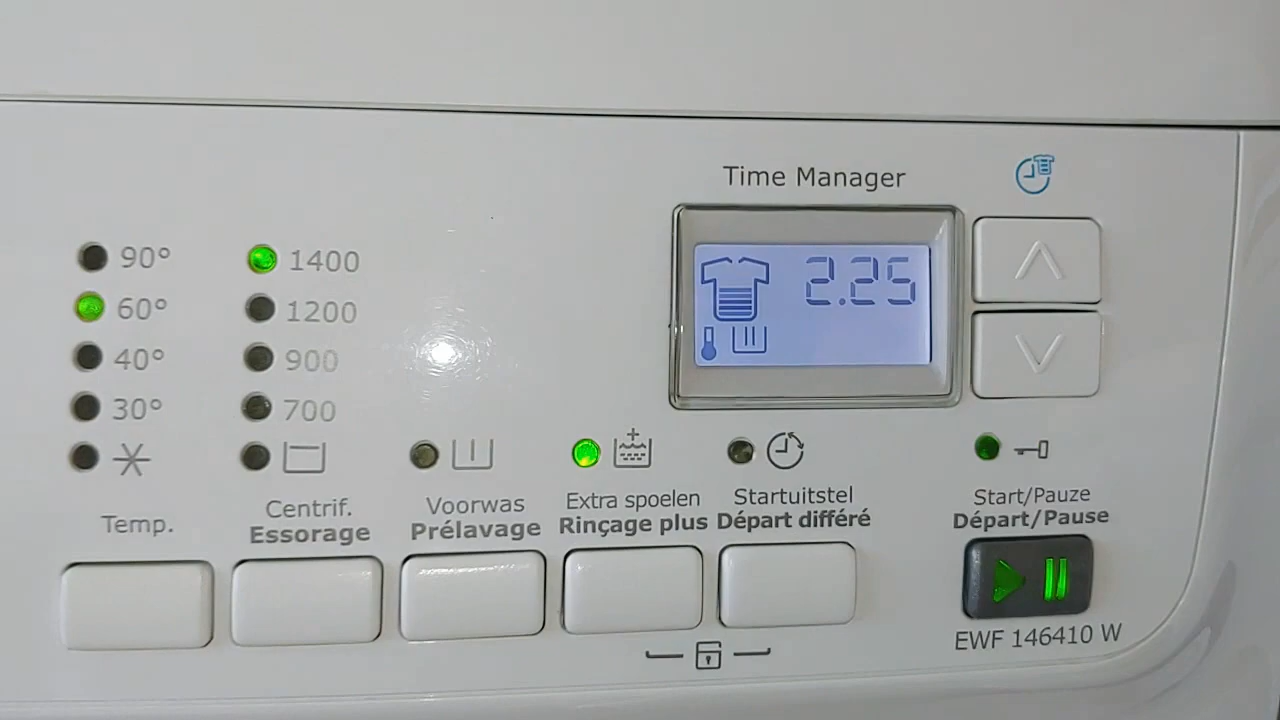 Time Manager
2.25
90°
60°
40°
30°
Temp.
1400
1200
900
700
Centrif.
Essorage
Voorwas
Prélavage
Extra spoelen
Rinçage plus
Startuitstel
Départ différé
Start/Pauze
Départ/Pause
EWF 146410 W